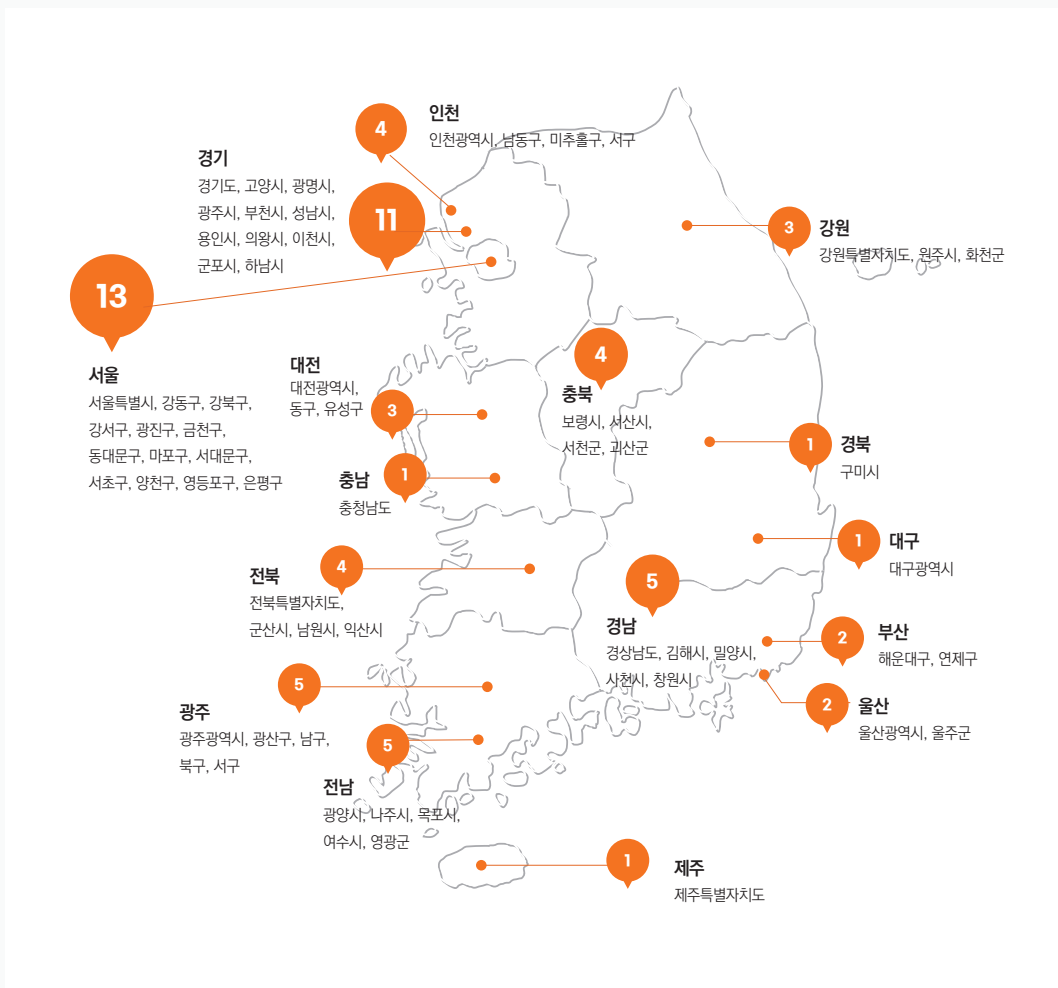 4
인천
인천광역시, 남동구, 미추홀구, 서구
경기
경기도, 고양시, 광명시,
광주시, 부천시, 성남시,
용인시, 의왕시, 이천시,
군포시, 하남시
11
3
강원
강원특별자치도, 원주시, 화천군
13
서울
서울특별시, 강동구, 강북구,
강서구, 광진구, 금천구,
동대문구, 마포구, 서대문구,
서초구, 양천구, 영등포구, 은평구
대전
대전광역시,
동구, 유성구
3
4
충북
보령시, 서산시,
서천군, 괴산군
1
경북
구미시
충남
충청남도
1
1
대구
대구광역시
전북
전북특별자치도,
군산시, 남원시, 익산시
4
5
경남
경상남도, 김해시, 밀양시,
사천시, 창원시
2
부산
해운대구, 연제구
2
울산
울산광역시, 울주군
5
광주
광주광역시, 광산구, 남구,
북구, 서구
5
전남
광양시, 나주시, 목포시,
여수시, 영광군
1
제주
제주특별자치도